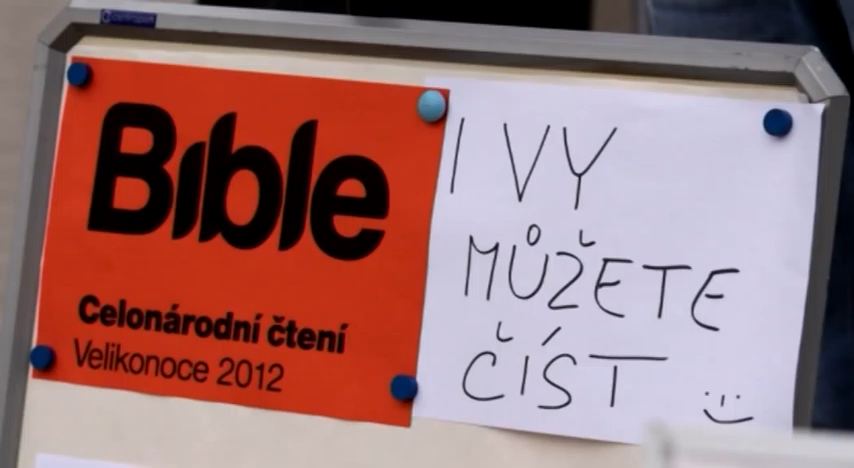 Bible
Celonárodní čtení
Velikonoce 2012
I VY
MŮŽETE
ČÍST :-)